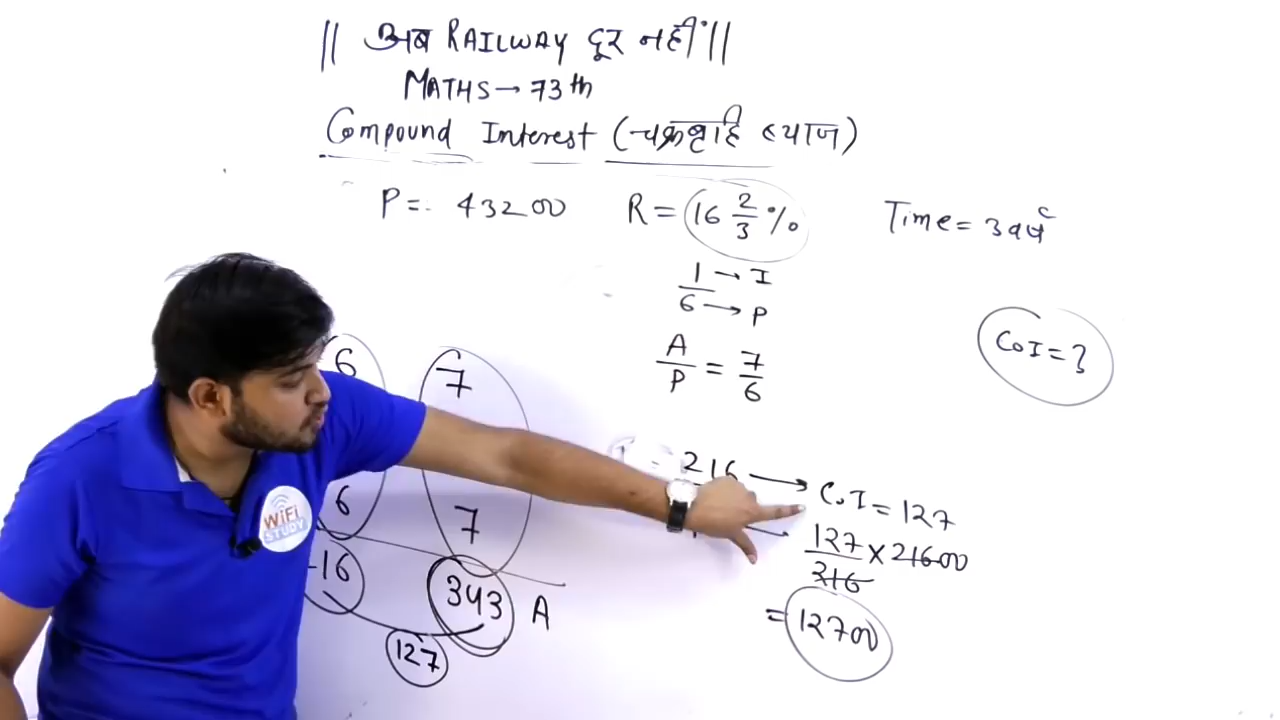 || अब RAILWAY दूर नहीं ||
MATHS → 73th
Compound Interest (चक्रवृद्धि ब्याज)
P = 43200 R = 16 2/3 % Time = 3 वर्ष
1 → I
6 → P
A/P = 7/6
C.I = ?
6 7
216 → C.I = 127
6 7
127/216 × 21600
= 12700
16 343 A
127
WiFi STUDY